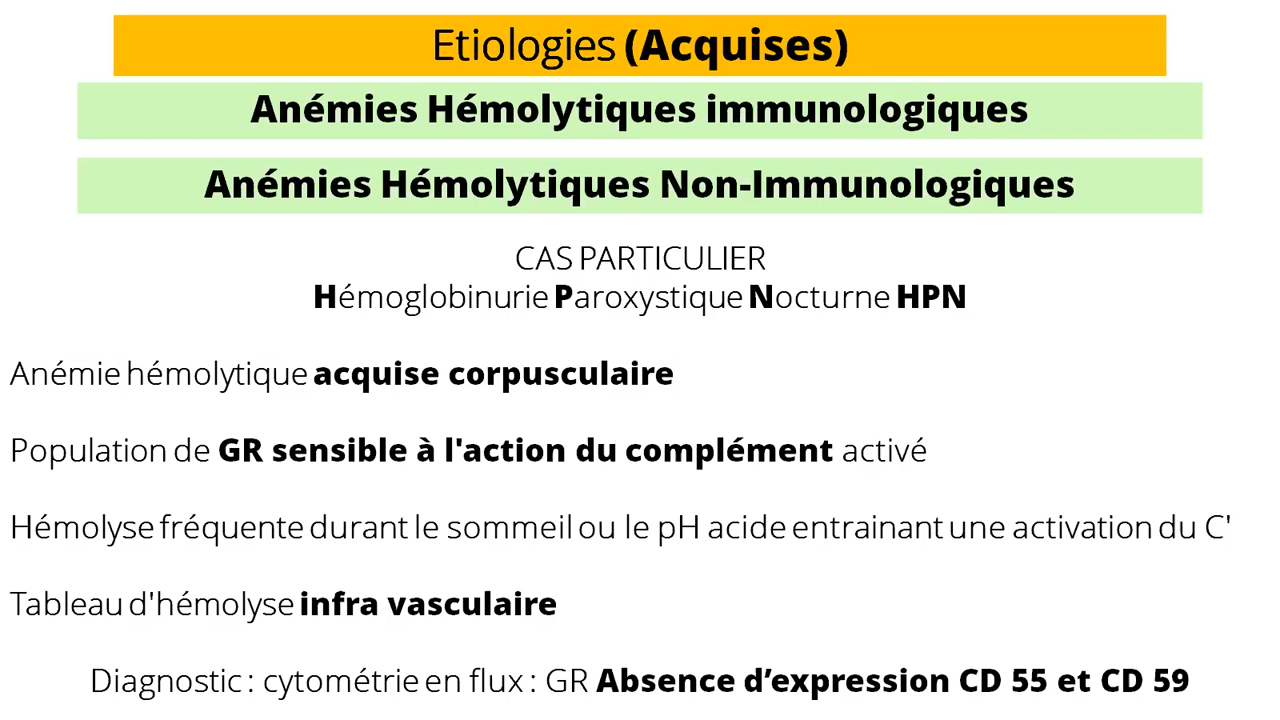 Etiologies (Acquises)
Anémies Hémolytiques immunologiques
Anémies Hémolytiques Non-Immunologiques
CAS PARTICULIER
Hémoglobinurie Paroxystique Nocturne HPN
Anémie hémolytique acquise corpusculaire
Population de GR sensible à l'action du complément activé
Hémolyse fréquente durant le sommeil ou le pH acide entrainant une activation du C'
Tableau d'hémolyse infra vasculaire
Diagnostic : cytométrie en flux : GR Absence d’expression CD 55 et CD 59